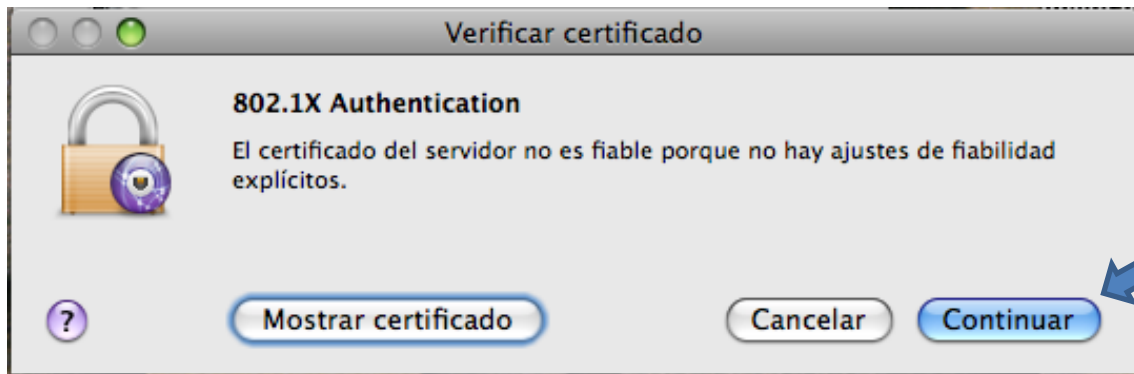 Verificar certificado
802.1X Authentication
El certificado del servidor no es fiable porque no hay ajustes de fiabilidad
explícitos.
?
Mostrar certificado
Cancelar
Continuar